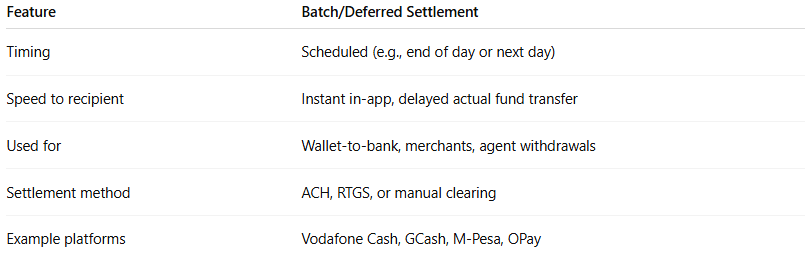 Feature Batch/Deferred Settlement
Timing Scheduled (e.g., end of day or next day)
Speed to recipient Instant in-app, delayed actual fund transfer
Used for Wallet-to-bank, merchants, agent withdrawals
Settlement method ACH, RTGS, or manual clearing
Example platforms Vodafone Cash, GCash, M-Pesa, OPay